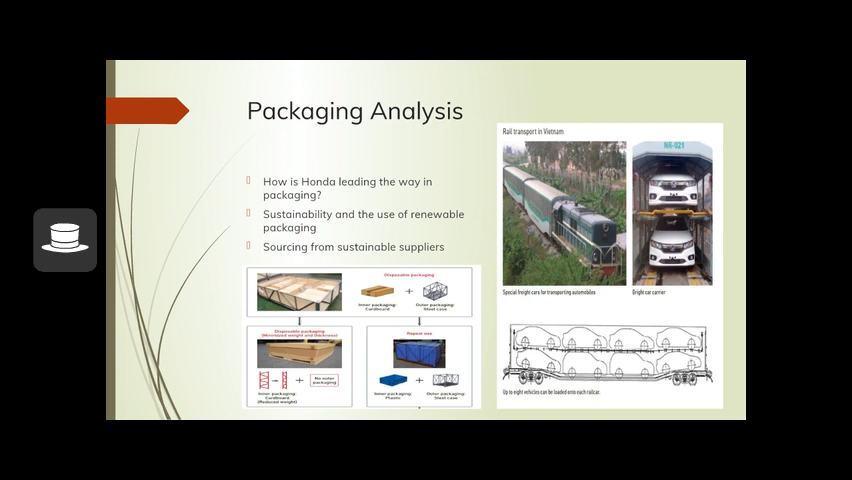 Packaging Analysis
How is Honda leading the way in
packaging?
Sustainability and the use of renewable
packaging
Sourcing from sustainable suppliers
Disposable packaging
Inner packaging:
Cardboard
+
Outer packaging:
Steel case
Disposable packaging
(Minimized weight and thickness)
+
No outer
packaging
Inner packaging:
Cardboard
(Reduced weight)
Repeat use
+
Inner packaging:
Plastic
Outer packaging:
Steel case
Rail transport in Vietnam
NR-021
Special freight cars for transporting automobiles
Bright car carrier
Up to eight vehicles can be loaded onto each railcar.